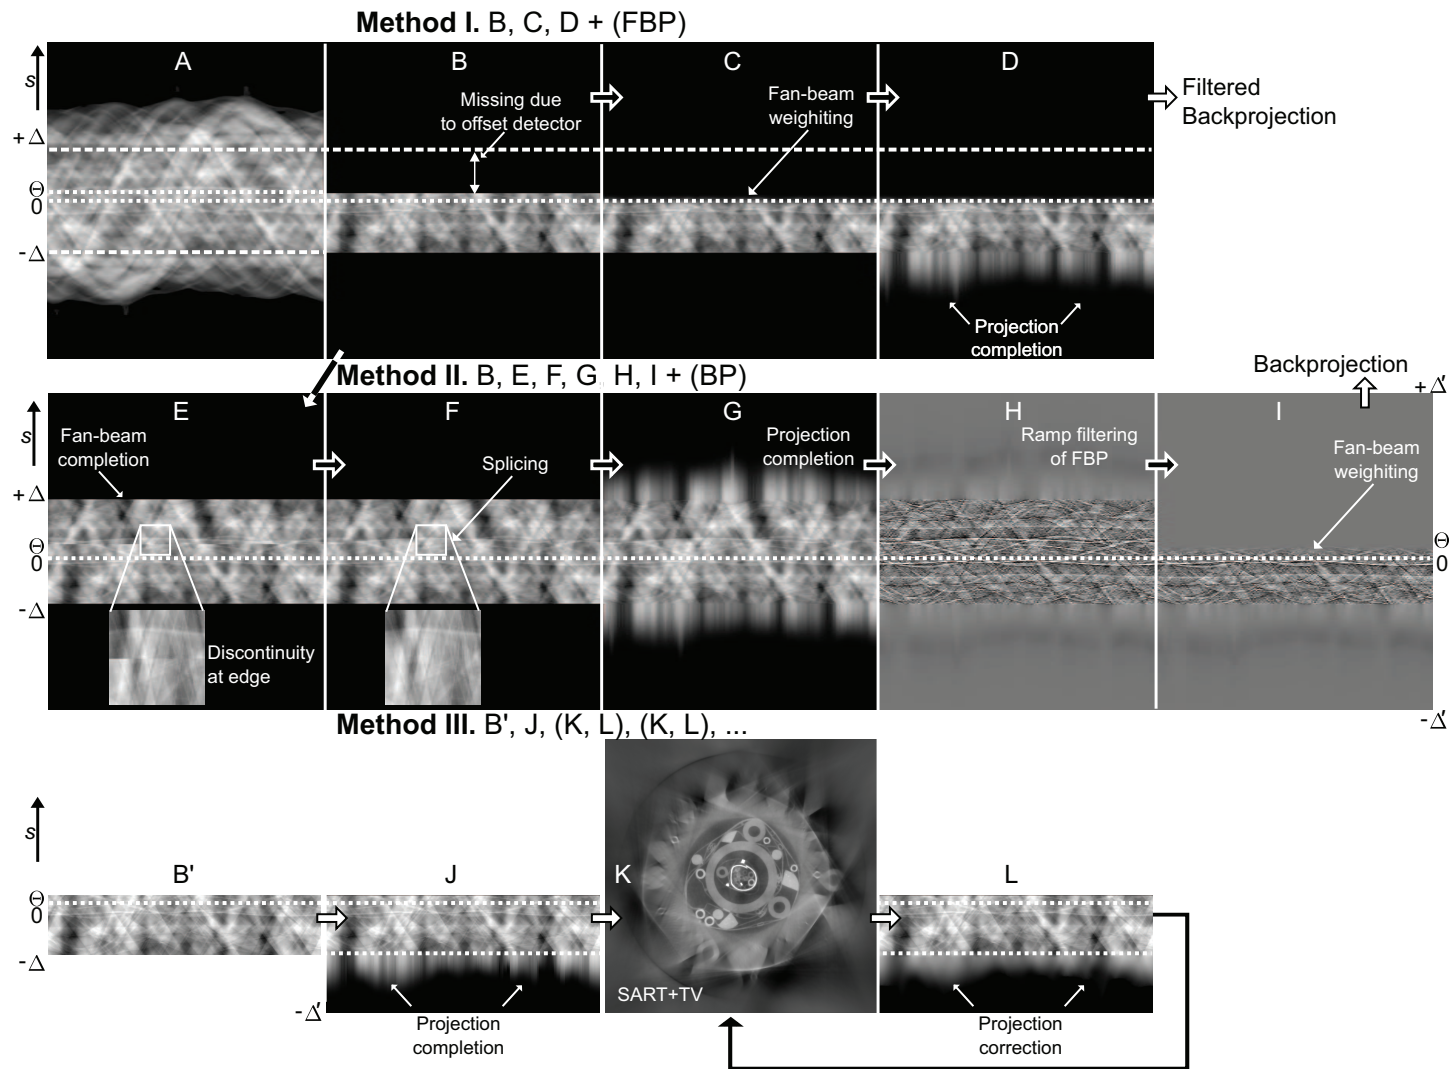 Method I. B, C, D + (FBP)
s
A
B
C
D
Missing due
to offset detector
Fan-beam
weighiting
Filtered
Backprojection
+ Δ
Θ
0
- Δ
Projection
completion
Method II. B, E, F, G, H, I + (BP)
Backprojection
+ Δ'
s
E
F
G
H
I
Fan-beam
completion
Splicing
Projection
completion
Ramp filtering
of FBP
Fan-beam
weighiting
+ Δ
Θ
0
- Δ
Θ
0
Discontinuity
at edge
- Δ'
Method III. B', J, (K, L), (K, L), ...
s
B'
J
K
L
Θ
0
- Δ
- Δ'
SART+TV
Projection
completion
Projection
correction